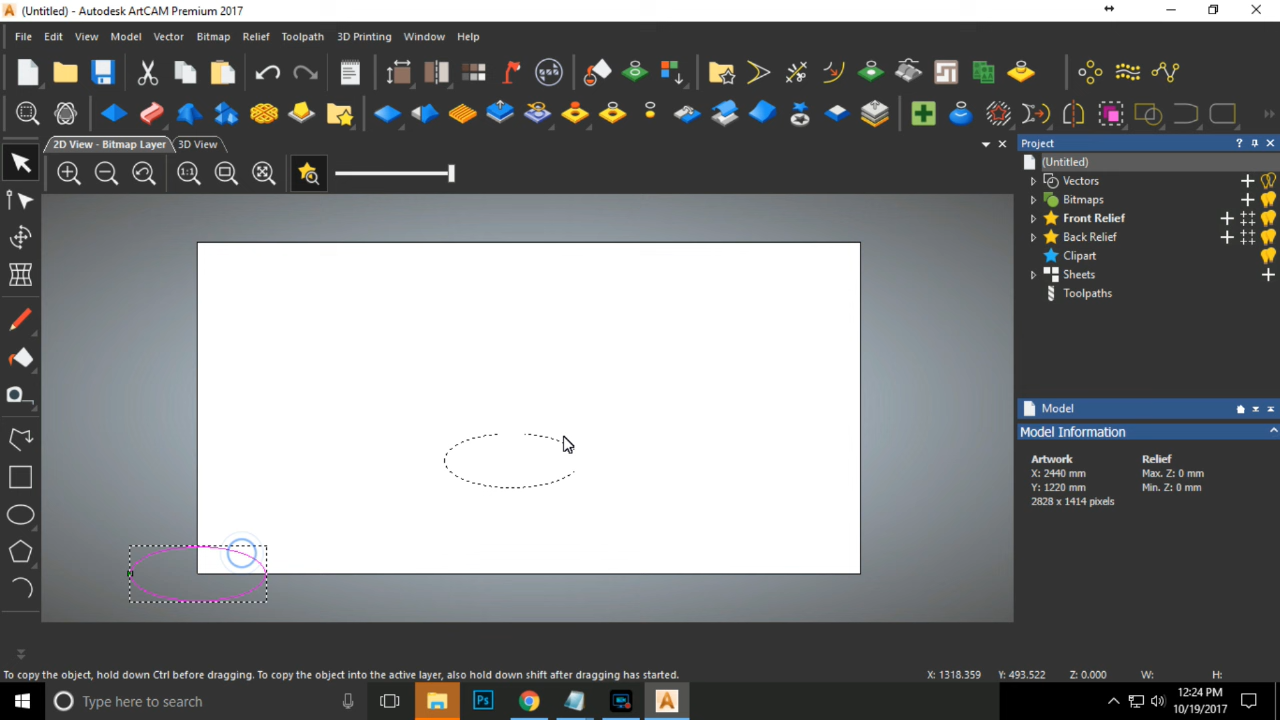 (Untitled) - Autodesk ArtCAM Premium 2017
File Edit View Model Vector Bitmap Relief Toolpath 3D Printing Window Help
2D View - Bitmap Layer 3D View
1:1
Project
(Untitled)
Vectors
Bitmaps
Front Relief
Back Relief
Clipart
Sheets
Toolpaths
Model
Model Information
Artwork Relief
X: 2440 mm Max. Z: 0 mm
Y: 1220 mm Min. Z: 0 mm
2828 x 1414 pixels
To copy the object, hold down Ctrl before dragging. To copy the object into the active layer, also hold down shift after dragging has started. X: 1318.359 Y: 493.522 Z: 0.000 W: H:
Type here to search
Ps
A
12:24 PM
10/19/2017